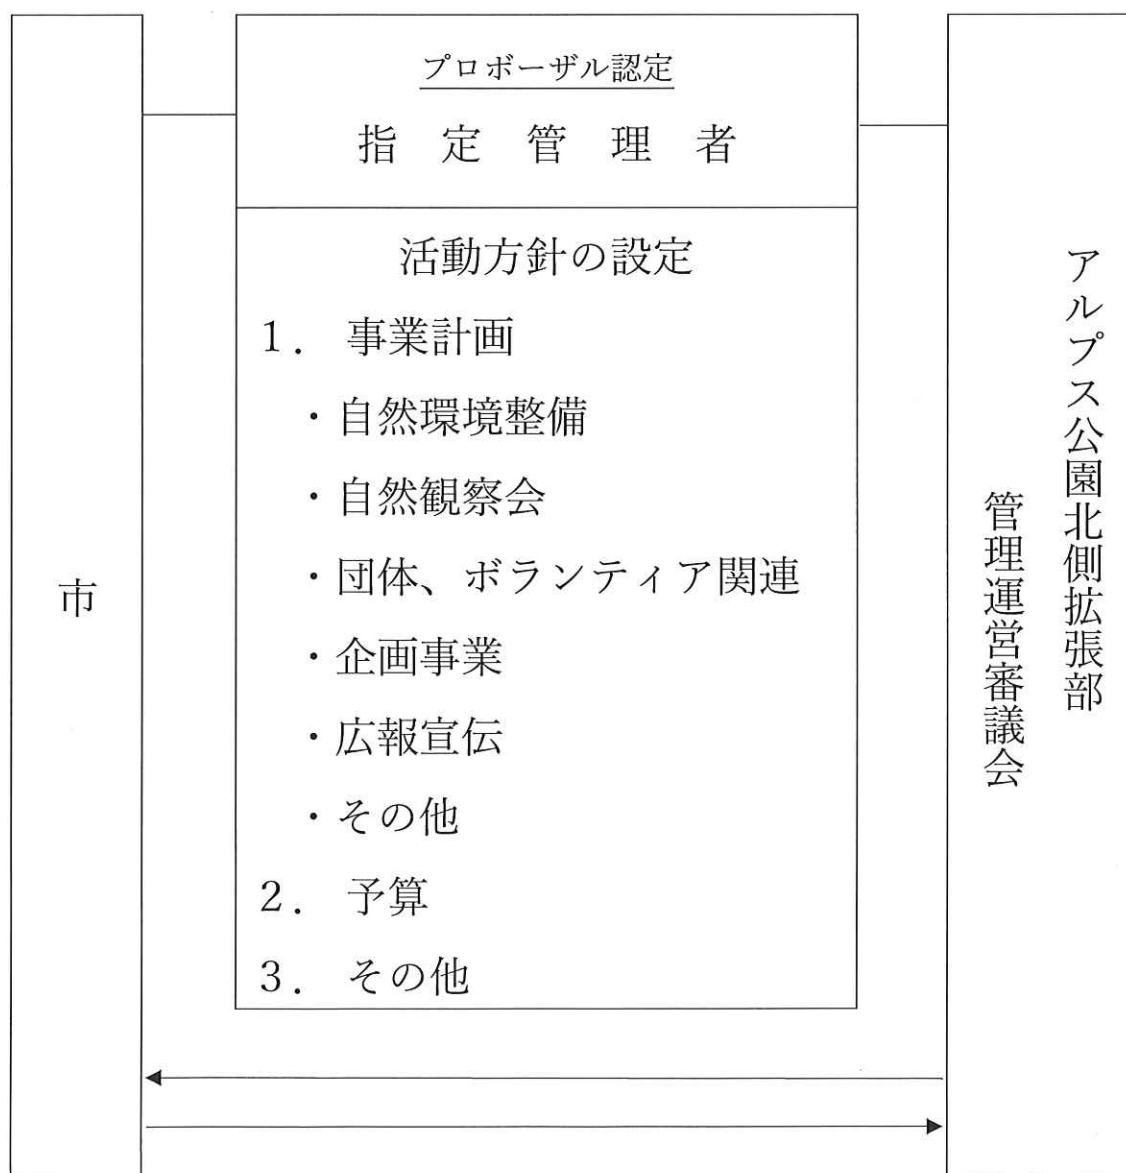 プロボーザル認定
指 定 管 理 者
活動方針の設定
1. 事業計画
・自然環境整備
・自然観察会
・団体、ボランティア関連
・企画事業
・広報宣伝
・その他
2. 予算
3. その他
市
アルプス公園北側拡張部
管理運営審議会